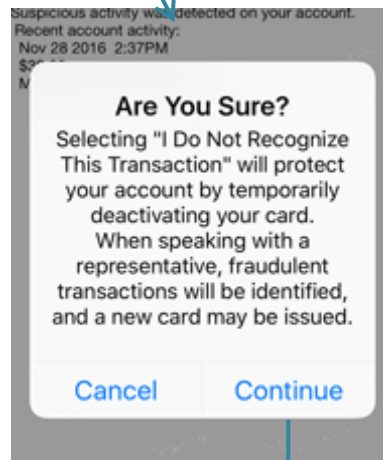 Suspicious activity was detected on your account.
Recent account activity:
Nov 28 2016 2:37PM
Are You Sure?
Selecting "I Do Not Recognize
This Transaction" will protect
your account by temporarily
deactivating your card.
When speaking with a
representative, fraudulent
transactions will be identified,
and a new card may be issued.
Cancel
Continue